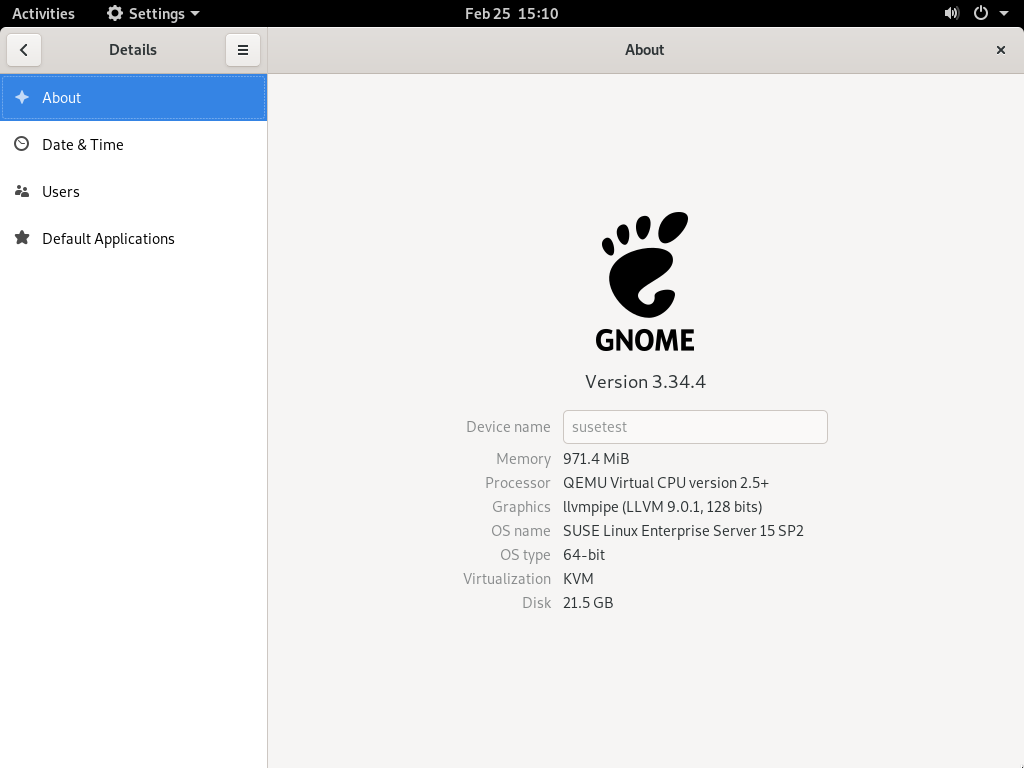 Activities Settings Feb 25 15:10
Details About
About
Date & Time
Users
Default Applications
GNOME
Version 3.34.4
Device name susetest
Memory 971.4 MiB
Processor QEMU Virtual CPU version 2.5+
Graphics llvmpipe (LLVM 9.0.1, 128 bits)
OS name SUSE Linux Enterprise Server 15 SP2
OS type 64-bit
Virtualization KVM
Disk 21.5 GB